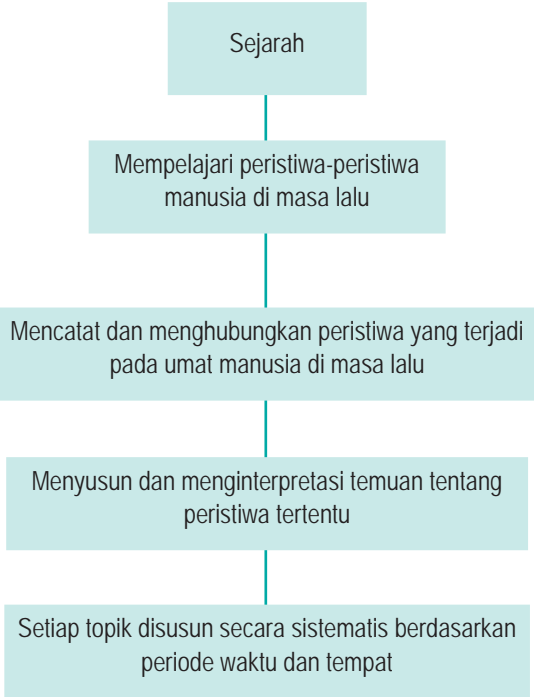 Sejarah
Mempelajari peristiwa-peristiwa
manusia di masa lalu
Mencatat dan menghubungkan peristiwa yang terjadi
pada umat manusia di masa lalu
Menyusun dan menginterpretasi temuan tentang
peristiwa tertentu
Setiap topik disusun secara sistematis berdasarkan
periode waktu dan tempat